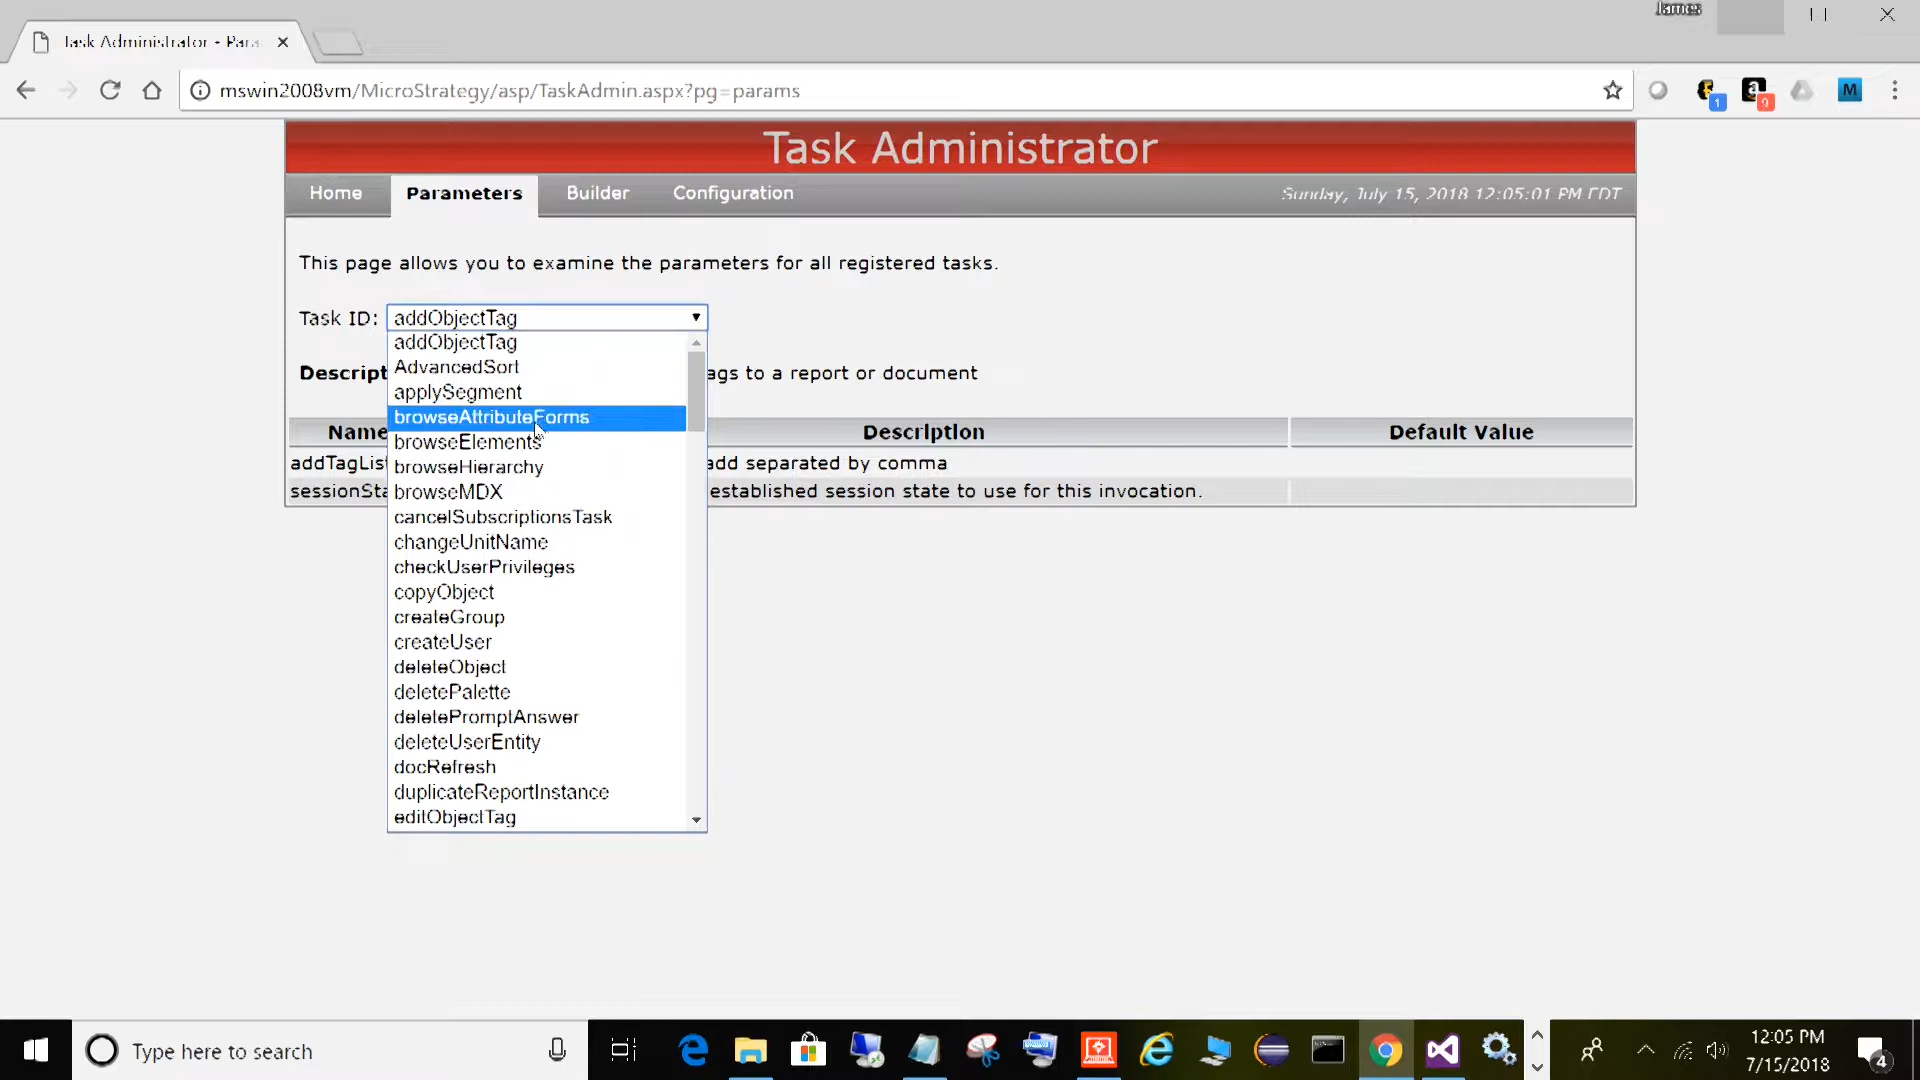 James
Task Administrator - Para
mswin2008vm/MicroStrategy/asp/TaskAdmin.aspx?pg=params
1
9
M
Task Administrator
Home Parameters Builder Configuration
Sunday, July 15, 2018 12:05:01 PM EDT
This page allows you to examine the parameters for all registered tasks.
Task ID: addObjectTag
addObjectTag
AdvancedSort
Descript ags to a report or document
applySegment
browseAttributeForms
Name Description Default Value
browseElements
addTagList add separated by comma
browseHierarchy
sessionSta established session state to use for this invocation.
browseMDX
cancelSubscriptionsTask
changeUnitName
checkUserPrivileges
copyObject
createGroup
createUser
deleteObject
deletePalette
deletePromptAnswer
deleteUserEntity
docRefresh
duplicateReportInstance
editObjectTag
Type here to search
12:05 PM
7/15/2018
4